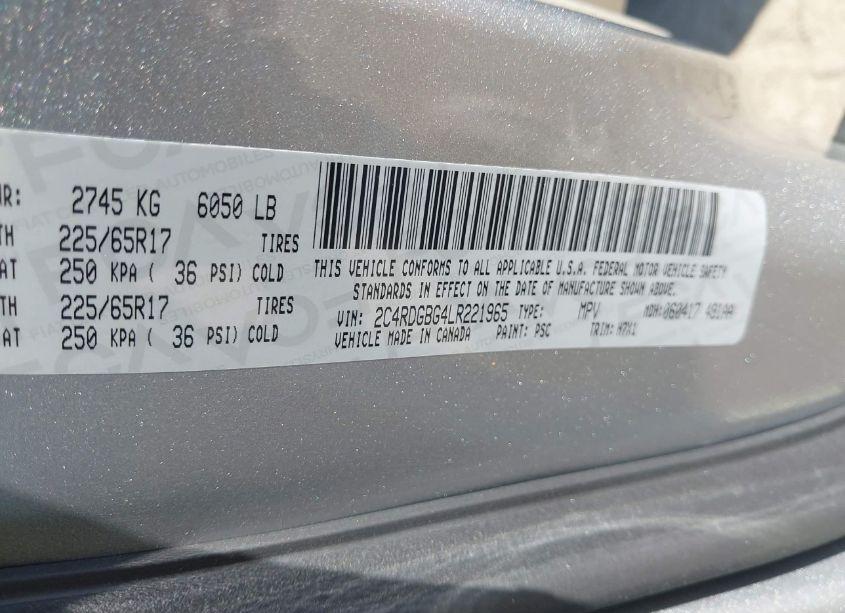 WR: 2745 KG 6050 LB
TH 225/65R17 TIRES
AT 250 KPA ( 36 PSI) COLD
TH 225/65R17 TIRES
AT 250 KPA ( 36 PSI) COLD
THIS VEHICLE CONFORMS TO ALL APPLICABLE U.S.A. FEDERAL MOTOR VEHICLE SAFETY
STANDARDS IN EFFECT ON THE DATE OF MANUFACTURE SHOWN ABOVE.
VIN: 2C4RDGBG4LR221965 TYPE: MPV MDH:060417 491AA
VEHICLE MADE IN CANADA PAINT: PSC TRIM: H7X1